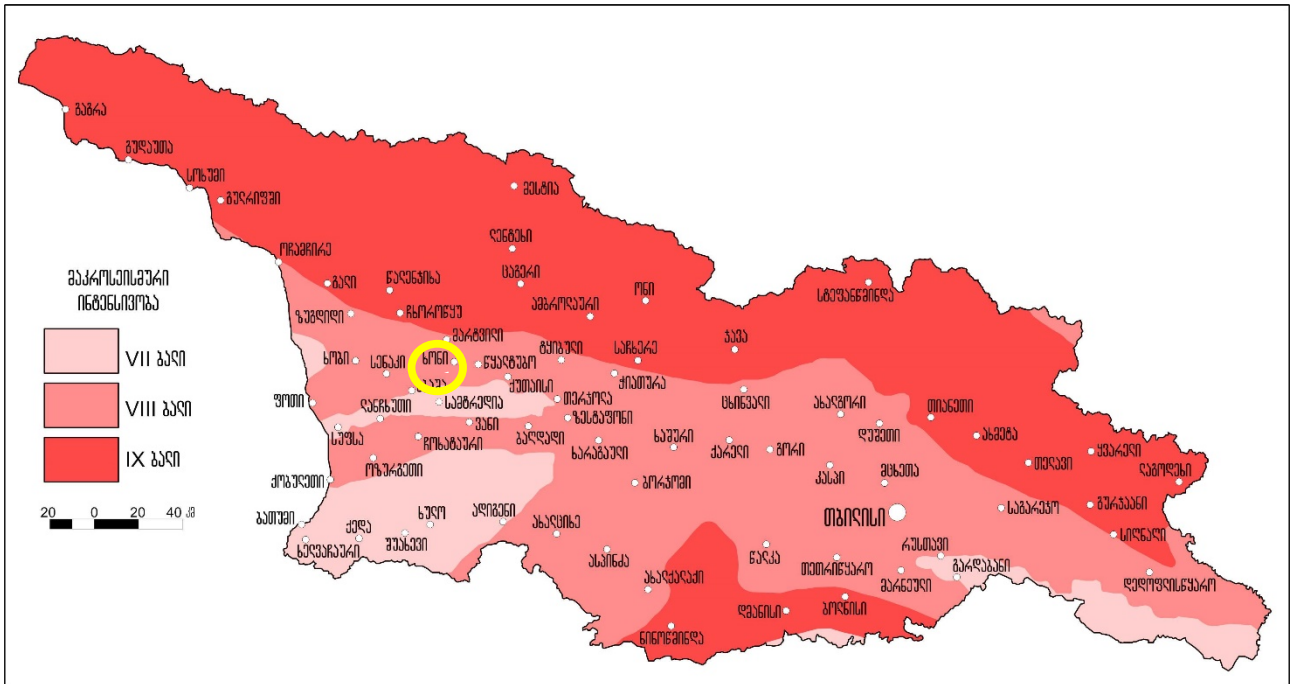 გაგრა
გუდაუთა
სოხუმი
გულრიფში
მესტია
ოჩამჩირე
ლენტეხი
მაკროსეისმური
ინტენსივობა
VII ბალი
VIII ბალი
IX ბალი
20 0 20 40 კმ
გალი
წალენჯიხა
ცაგერი
ონი
სტეფანწმინდა
ზუგდიდი
ჩხოროწყუ
ამბროლაური
ჯავა
მარტვილი
ხობი
სენაკი
ხონი
წყალტუბო
ტყიბული
საჩხერე
ქუთაისი
ჭიათურა
ფოთი
ლანჩხუთი
სამტრედია
თერჯოლა
ცხინვალი
ახალგორი
თიანეთი
სუფსა
ვანი
ზესტაფონი
დუშეთი
ახმეტა
ყვარელი
ჩოხატაური
ბაღდადი
ხარაგაული
ხაშური
ქარელი
გორი
თელავი
ლაგოდეხი
ოზურგეთი
კასპი
მცხეთა
ქობულეთი
ბორჯომი
საგარეჯო
გურჯაანი
ბათუმი
ქედა
ხულო
ადიგენი
ახალციხე
თბილისი
სიღნაღი
ხელვაჩაური
შუახევი
ასპინძა
წალკა
თეთრიწყარო
რუსთავი
მარნეული
გარდაბანი
დედოფლისწყარო
ახალქალაქი
დმანისი
ბოლნისი
ნინოწმინდა